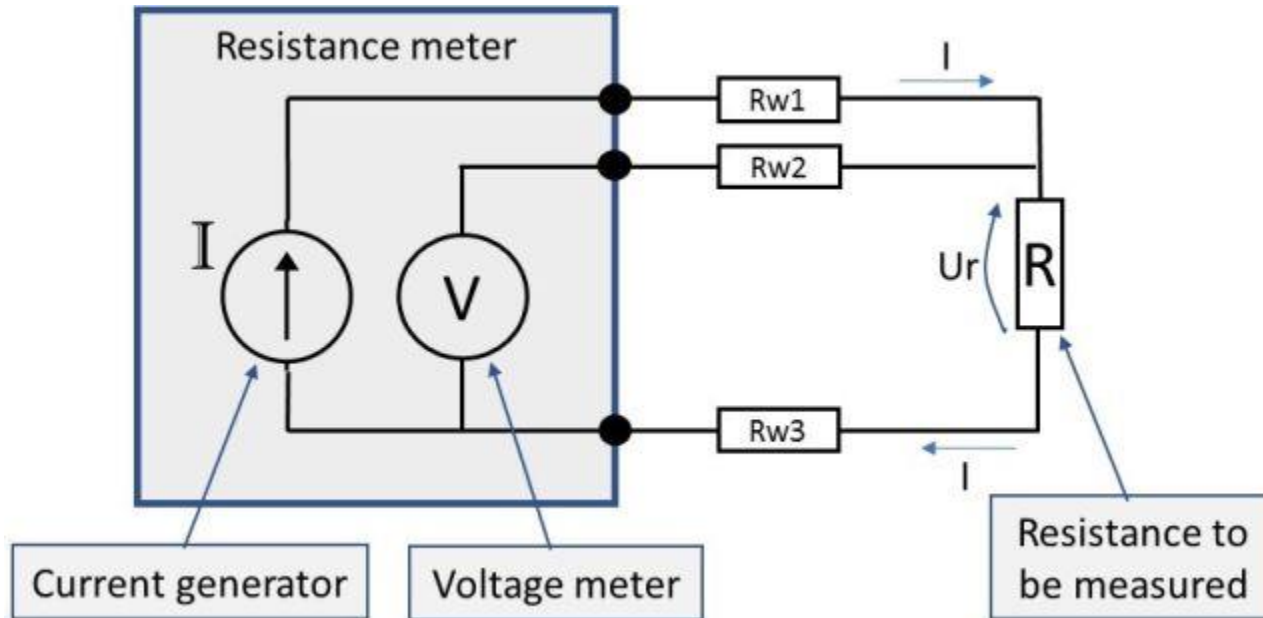 Resistance meter
I
Rw1
Rw2
I
V
Ur
R
Rw3
I
Current generator
Voltage meter
Resistance to
be measured